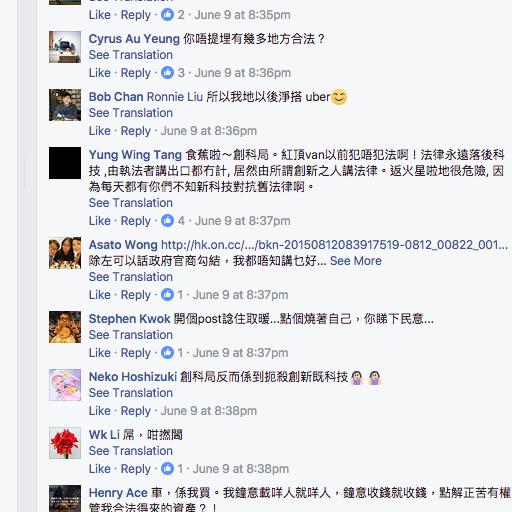 Like · Reply · 2 · June 9 at 8:35pm
Cyrus Au Yeung 你唔提埋有幾多地方合法？
See Translation
Like · Reply · 3 · June 9 at 8:36pm
Bob Chan Ronnie Liu 所以我地以後淨搭 uber😊
See Translation
Like · Reply · June 9 at 8:36pm
Yung Wing Tang 食蕉啦～創科局。紅頂van以前犯唔犯法啊！法律永遠落後科
技 ,由執法者講出口都冇計, 居然由所謂創新之人講法律。返火星啦地很危險, 因
為每天都有你們不知新科技對抗舊法律啊。
See Translation
Like · Reply · 4 · June 9 at 8:37pm
Asato Wong http://hk.on.cc/.../bkn-20150812083917519-0812_00822_001...
除左可以話政府官商勾結，我都唔知講乜好... See More
See Translation
Like · Reply · 1 · June 9 at 8:37pm
Stephen Kwok 開個post諗住取暖...點個燒著自己，你睇下民意...
See Translation
Like · Reply · 1 · June 9 at 8:37pm
Neko Hoshizuki 創科局反而係到扼殺創新既科技🤷🏻‍♀️🤷🏻‍♀️
See Translation
Like · Reply · June 9 at 8:38pm
Wk Li 屌，咁撚閪
See Translation
Like · Reply · 1 · June 9 at 8:38pm
Henry Ace 車，係我買。我鐘意載咩人就咩人，鐘意收錢就收錢，點解正苦有權
管我合法得來的資產？！